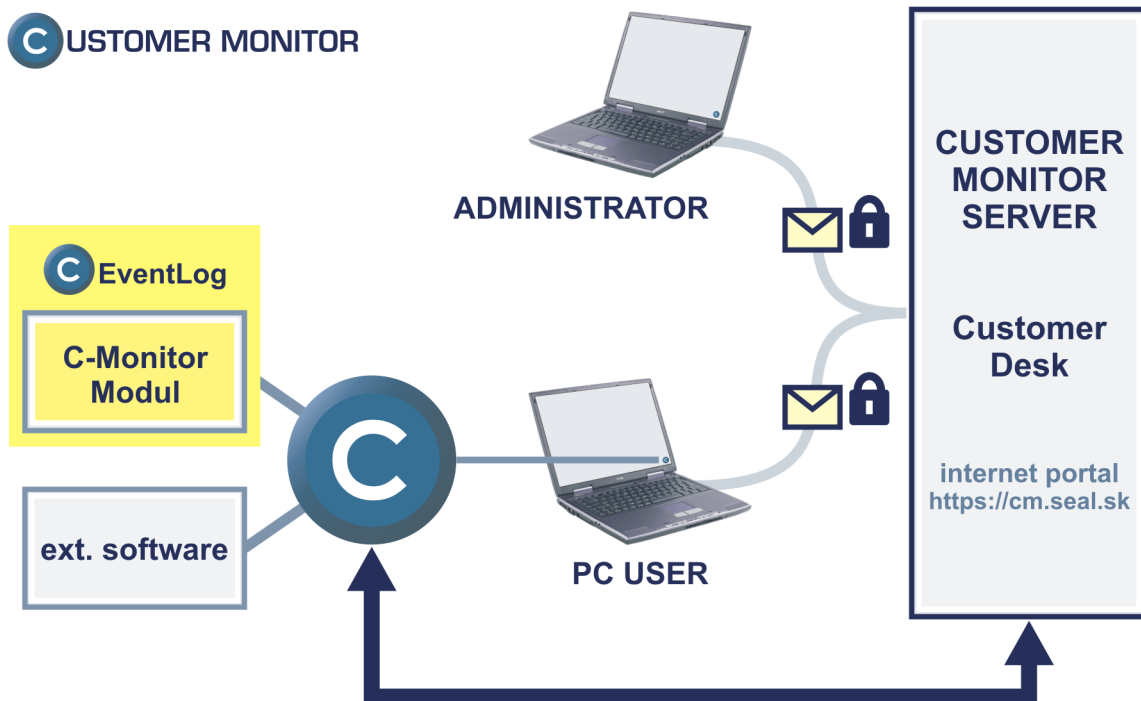 CUSTOMER MONITOR
ADMINISTRATOR
CUSTOMER
MONITOR
SERVER
Customer
Desk
internet portal
https://cm.seal.sk
C EventLog
C-Monitor
Modul
C
ext. software
PC USER